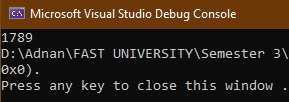 Microsoft Visual Studio Debug Console
1789
D:\Adnan\FAST UNIVERSITY\Semester 3\
0x0).
Press any key to close this window .